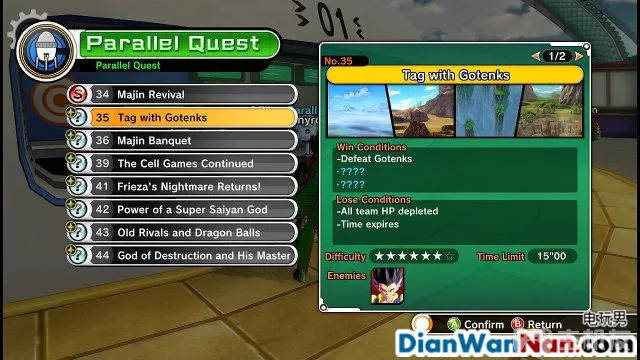 01
Parallel Quest
Parallel Quest
S 34 Majin Revival
? 35 Tag with Gotenks
? 36 Majin Banquet
? 39 The Cell Games Continued
? 41 Frieza's Nightmare Returns!
? 42 Power of a Super Saiyan God
? 43 Old Rivals and Dragon Balls
? 44 God of Destruction and His Master
No.35
1/2
Tag with Gotenks
Win Conditions
-Defeat Gotenks
-????
-????
Lose Conditions
-All team HP depleted
-Time expires
Difficulty ★★★★★★☆
Time Limit 15"00
Enemies
A Confirm B Return
电玩男
DianWanNan.com